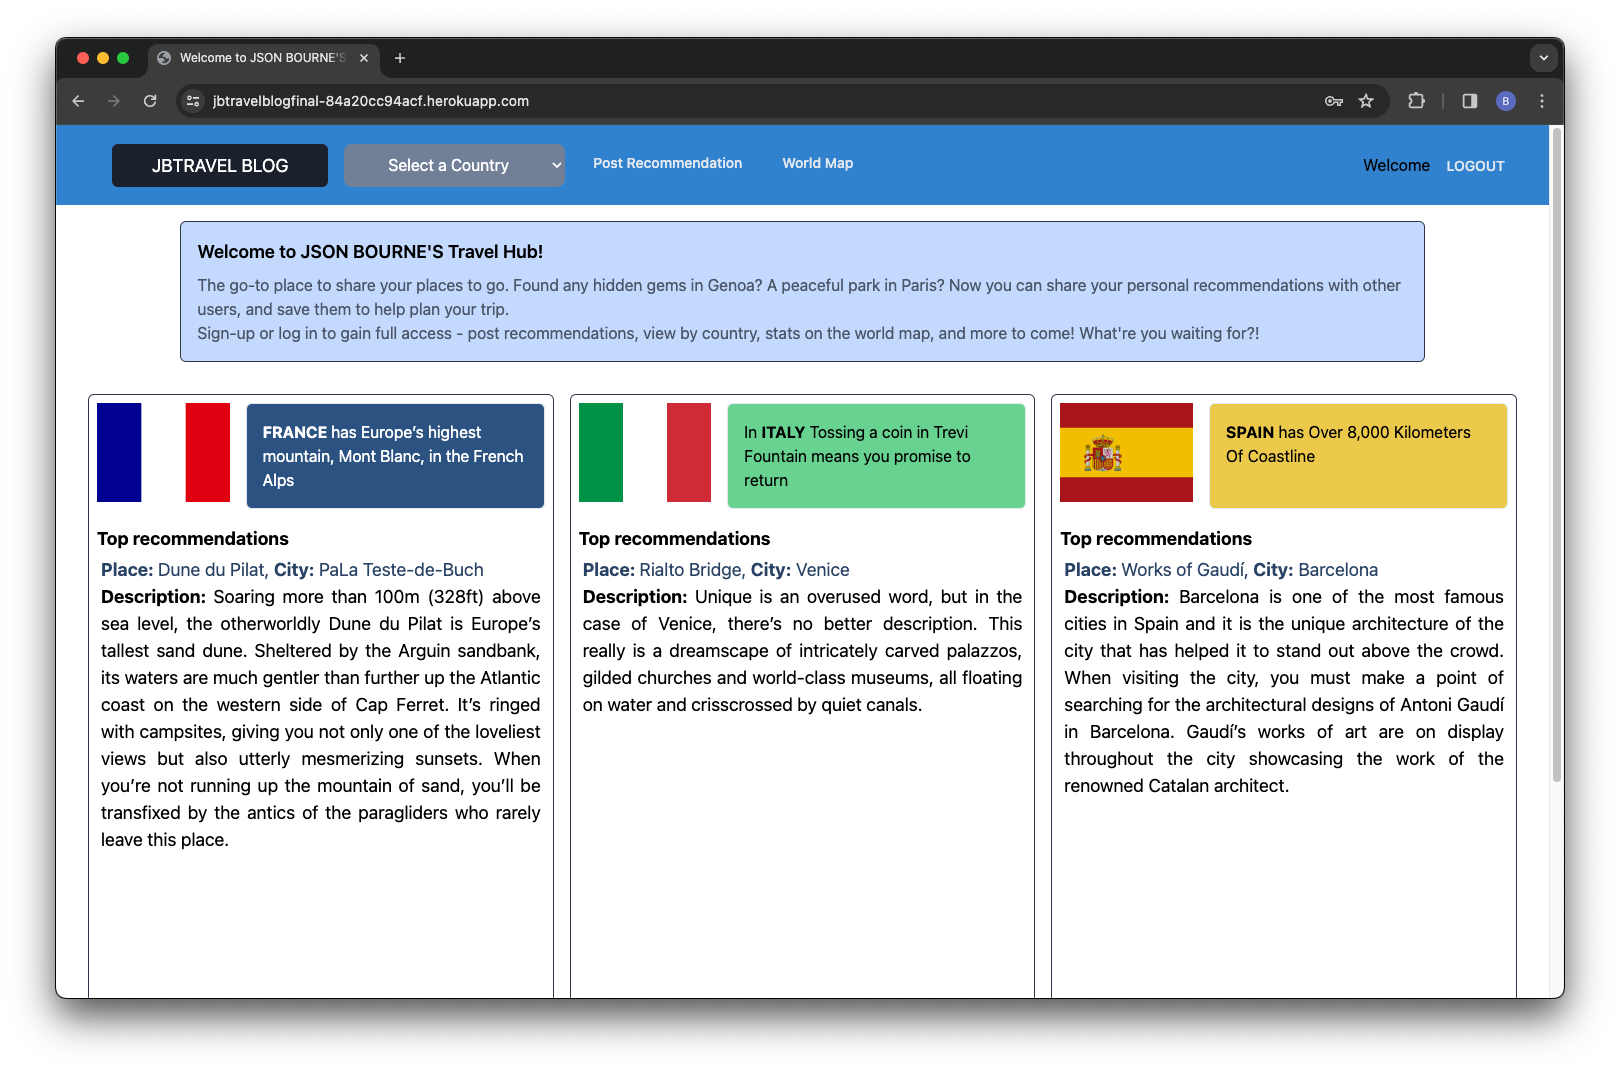 Welcome to JSON BOURNE'S
jbtravelblogfinal-84a20cc94acf.herokuapp.com
B
JBTRAVEL BLOG
Select a Country
Post Recommendation
World Map
Welcome
LOGOUT
Welcome to JSON BOURNE'S Travel Hub!
The go-to place to share your places to go. Found any hidden gems in Genoa? A peaceful park in Paris? Now you can share your personal recommendations with other
users, and save them to help plan your trip.
Sign-up or log in to gain full access - post recommendations, view by country, stats on the world map, and more to come! What're you waiting for?!
FRANCE has Europe’s highest
mountain, Mont Blanc, in the French
Alps
Top recommendations
Place: Dune du Pilat, City: PaLa Teste-de-Buch
Description: Soaring more than 100m (328ft) above
sea level, the otherworldly Dune du Pilat is Europe’s
tallest sand dune. Sheltered by the Arguin sandbank,
its waters are much gentler than further up the Atlantic
coast on the western side of Cap Ferret. It’s ringed
with campsites, giving you not only one of the loveliest
views but also utterly mesmerizing sunsets. When
you’re not running up the mountain of sand, you’ll be
transfixed by the antics of the paragliders who rarely
leave this place.
In ITALY Tossing a coin in Trevi
Fountain means you promise to
return
Top recommendations
Place: Rialto Bridge, City: Venice
Description: Unique is an overused word, but in the
case of Venice, there’s no better description. This
really is a dreamscape of intricately carved palazzos,
gilded churches and world-class museums, all floating
on water and crisscrossed by quiet canals.
SPAIN has Over 8,000 Kilometers
Of Coastline
Top recommendations
Place: Works of Gaudí, City: Barcelona
Description: Barcelona is one of the most famous
cities in Spain and it is the unique architecture of the
city that has helped it to stand out above the crowd.
When visiting the city, you must make a point of
searching for the architectural designs of Antoni Gaudí
in Barcelona. Gaudí’s works of art are on display
throughout the city showcasing the work of the
renowned Catalan architect.